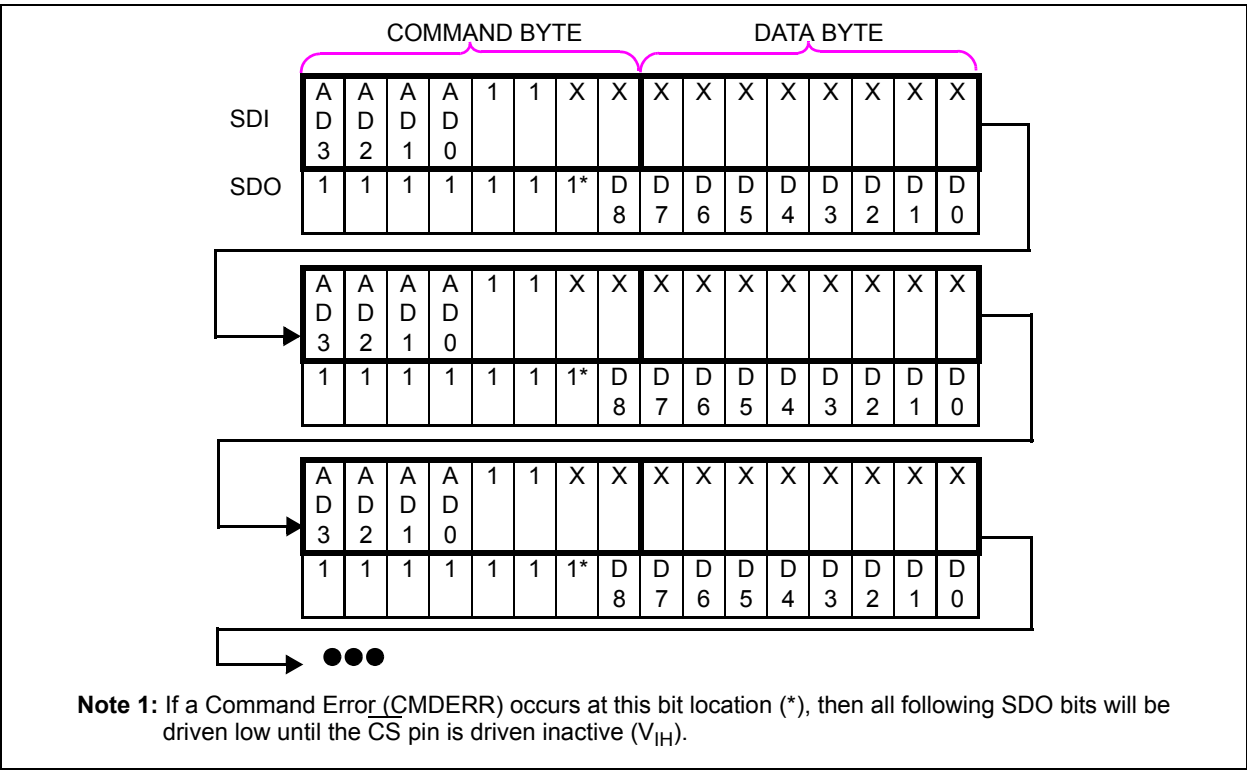 COMMAND BYTE DATA BYTE
SDI A D 3 A D 2 A D 1 A D 0 1 1 X X X X X X X X X X
SDO 1 1 1 1 1 1 1* D 8 D 7 D 6 D 5 D 4 D 3 D 2 D 1 D 0
A D 3 A D 2 A D 1 A D 0 1 1 X X X X X X X X X X
1 1 1 1 1 1 1* D 8 D 7 D 6 D 5 D 4 D 3 D 2 D 1 D 0
A D 3 A D 2 A D 1 A D 0 1 1 X X X X X X X X X X
1 1 1 1 1 1 1* D 8 D 7 D 6 D 5 D 4 D 3 D 2 D 1 D 0
Note 1: If a Command Error (CMDERR) occurs at this bit location (*), then all following SDO bits will be
driven low until the CS pin is driven inactive (VIH).